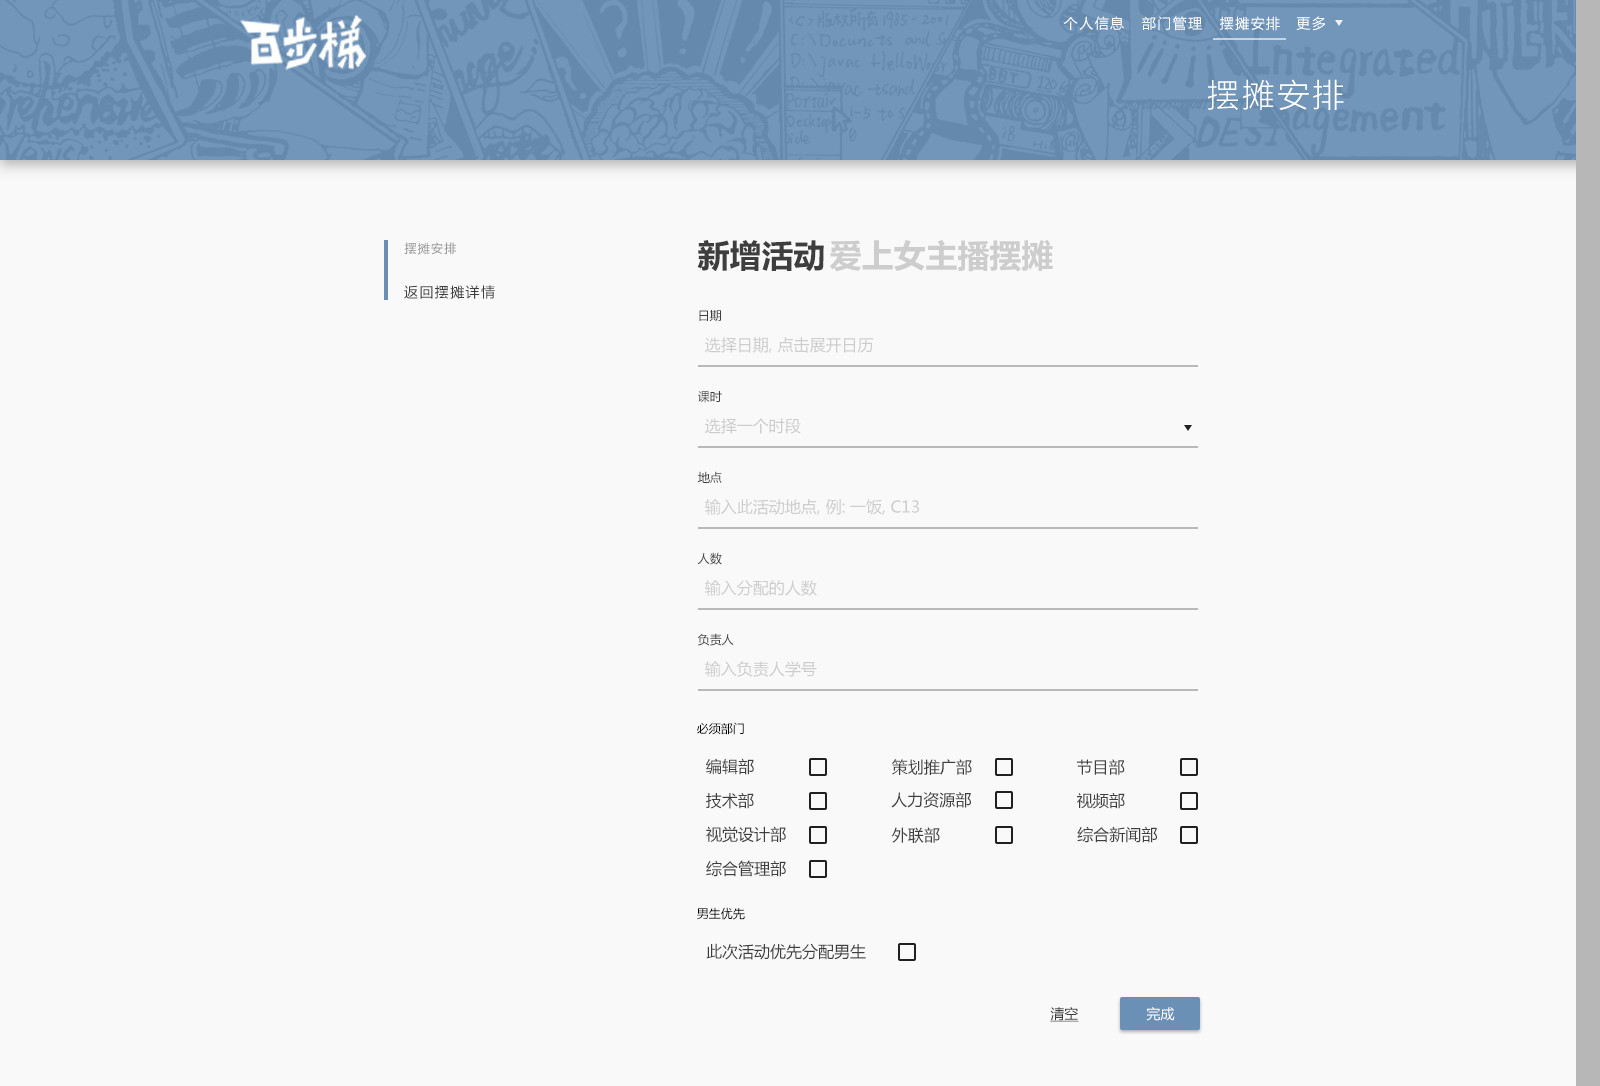 百步梯
个人信息 部门管理 摆摊安排 更多
摆摊安排
摆摊安排
返回摆摊详情
新增活动 爱上女主播摆摊
日期
选择日期, 点击展开日历
课时
选择一个时段
地点
输入此活动地点, 例: 一饭, C13
人数
输入分配的人数
负责人
输入负责人学号
必须部门
编辑部 策划推广部 节目部
技术部 人力资源部 视频部
视觉设计部 外联部 综合新闻部
综合管理部
男生优先
此次活动优先分配男生
清空 完成